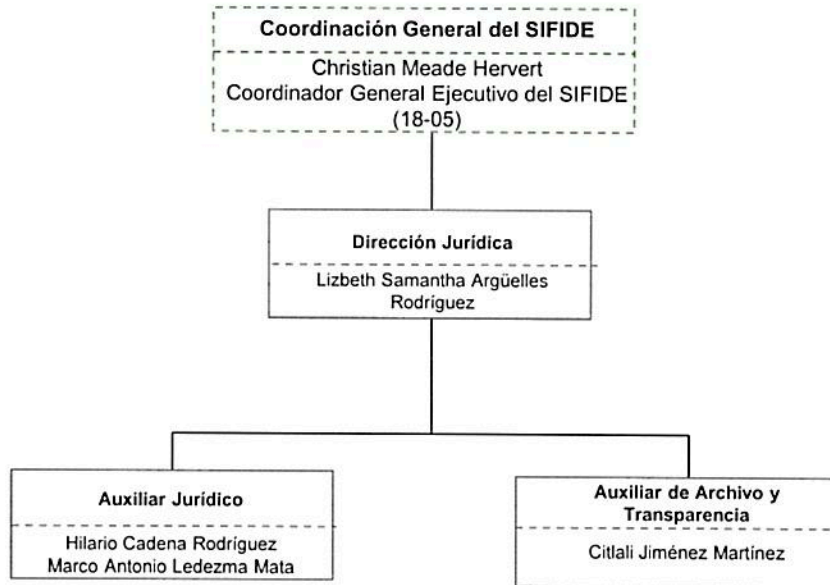 Coordinación General del SIFIDE
Christian Meade Hervert
Coordinador General Ejecutivo del SIFIDE
(18-05)
Dirección Jurídica
Lizbeth Samantha Argüelles
Rodríguez
Auxiliar Jurídico
Hilario Cadena Rodríguez
Marco Antonio Ledezma Mata
Auxiliar de Archivo y
Transparencia
Citlali Jiménez Martínez